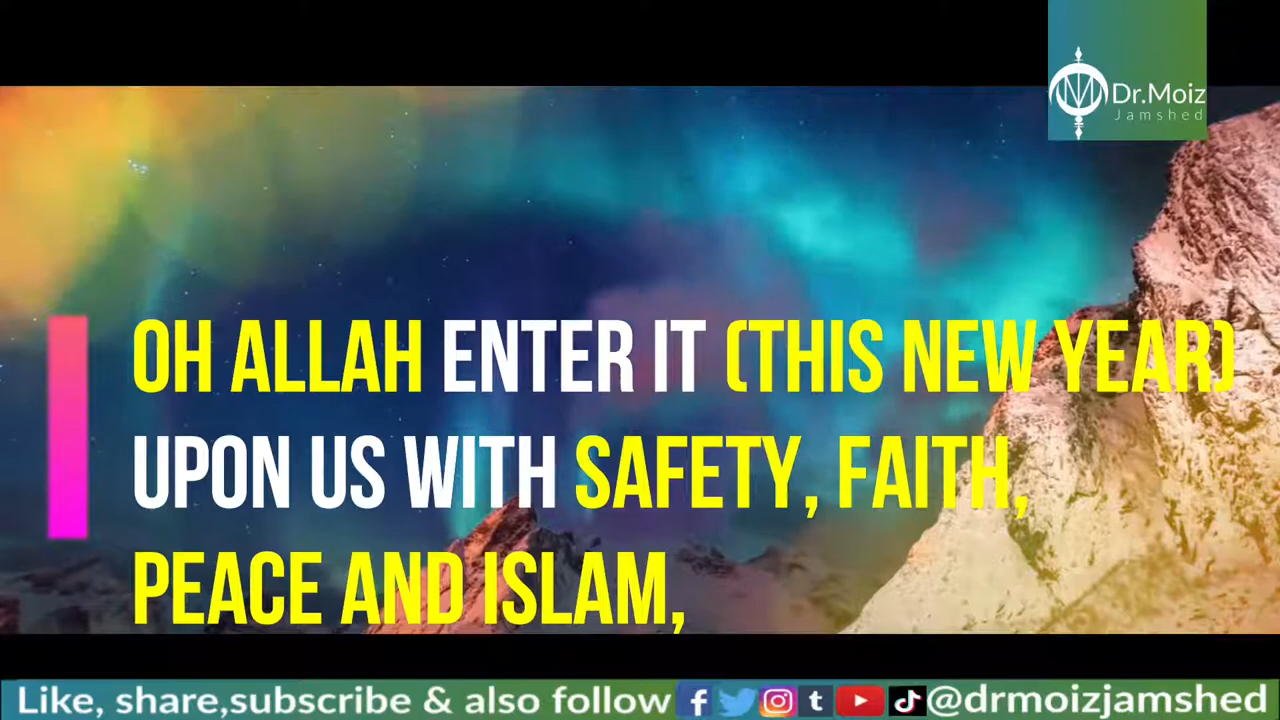 Dr.Moiz
Jamshed
OH ALLAH ENTER IT (THIS NEW YEAR)
UPON US WITH SAFETY, FAITH,
PEACE AND ISLAM,
Like, share,subscribe & also follow @drmoizjamshed